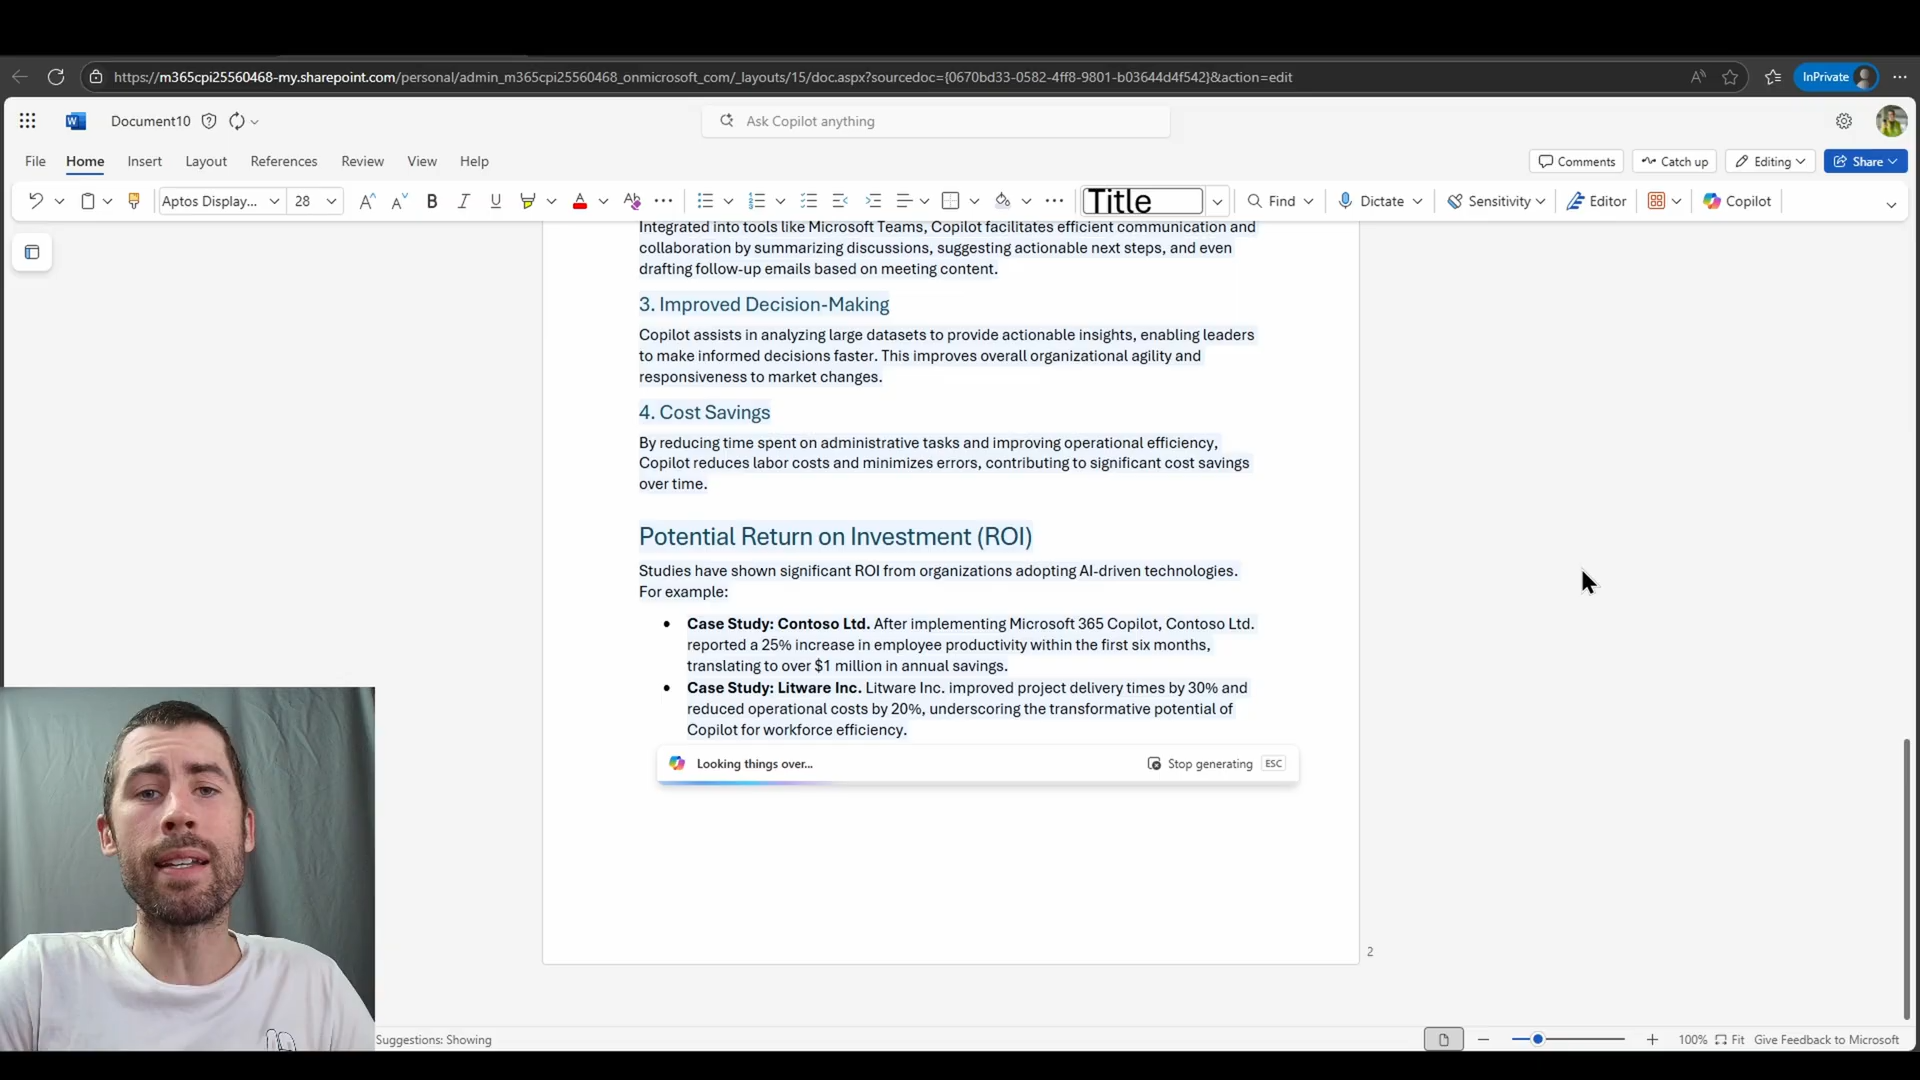 https://m365cpi25560468-my.sharepoint.com/personal/admin_m365cpi25560468_onmicrosoft_com/_layouts/15/doc.aspx?sourcedoc={0670bd33-0582-4ff8-9801-b03644d4f542}&action=edit
InPrivate
Document10
Ask Copilot anything
File Home Insert Layout References Review View Help
Comments Catch up Editing Share
Aptos Display... 28 Title Find Dictate Sensitivity Editor Copilot
Integrated into tools like Microsoft Teams, Copilot facilitates efficient communication and
collaboration by summarizing discussions, suggesting actionable next steps, and even
drafting follow-up emails based on meeting content.
3. Improved Decision-Making
Copilot assists in analyzing large datasets to provide actionable insights, enabling leaders
to make informed decisions faster. This improves overall organizational agility and
responsiveness to market changes.
4. Cost Savings
By reducing time spent on administrative tasks and improving operational efficiency,
Copilot reduces labor costs and minimizes errors, contributing to significant cost savings
over time.
Potential Return on Investment (ROI)
Studies have shown significant ROI from organizations adopting AI-driven technologies.
For example:
• Case Study: Contoso Ltd. After implementing Microsoft 365 Copilot, Contoso Ltd.
reported a 25% increase in employee productivity within the first six months,
translating to over $1 million in annual savings.
• Case Study: Litware Inc. Litware Inc. improved project delivery times by 30% and
reduced operational costs by 20%, underscoring the transformative potential of
Copilot for workforce efficiency.
Looking things over... Stop generating ESC
2
Suggestions: Showing
100% Fit Give Feedback to Microsoft